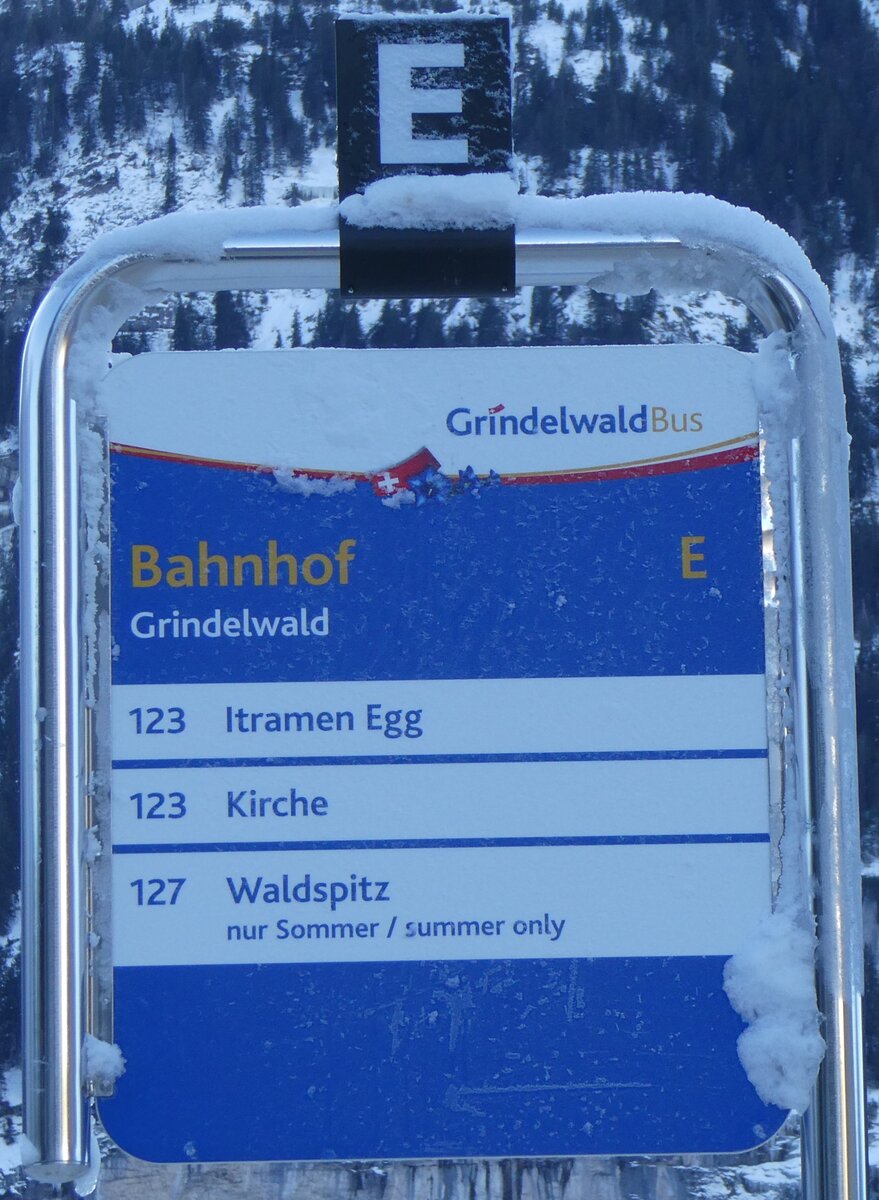 E
GrindelwaldBus
Bahnhof E
Grindelwald
123 Itramen Egg
123 Kirche
127 Waldspitz
nur Sommer / summer only